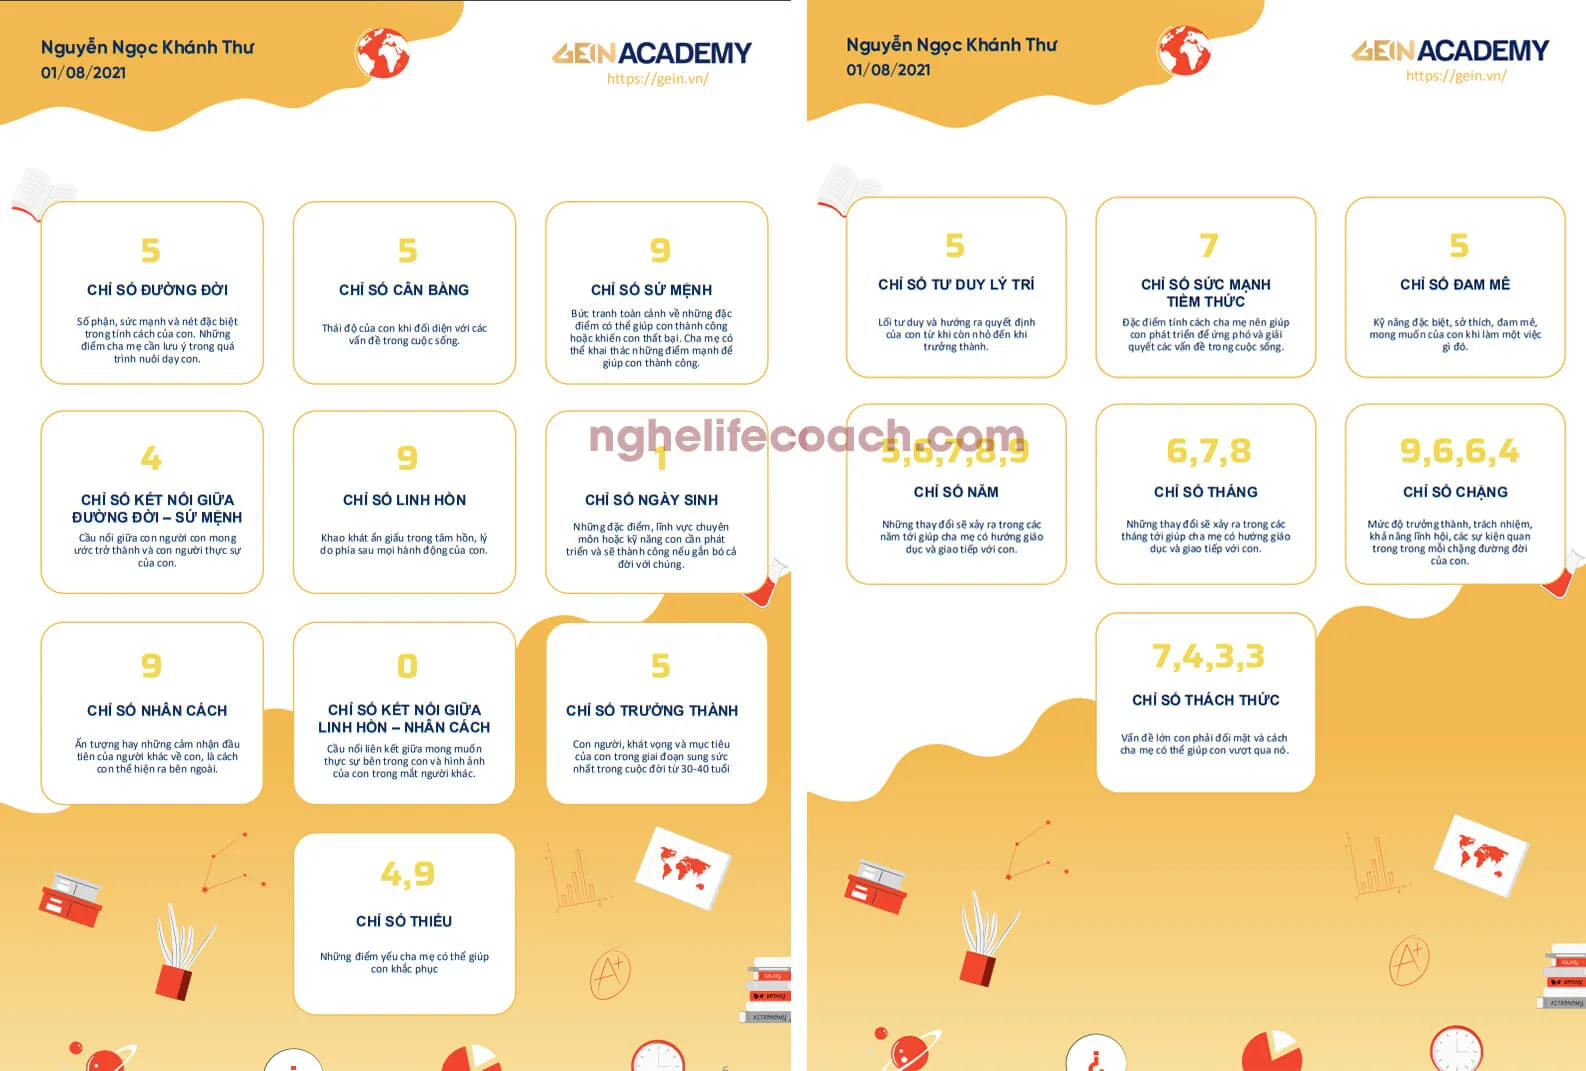 Nguyễn Ngọc Khánh Thư
01/08/2021
GEIN ACADEMY
https://gein.vn/
5
CHỈ SỐ ĐƯỜNG ĐỜI
Số phận, sức mạnh và nét đặc biệt
trong tính cách của con. Những
điểm cha mẹ cần lưu ý trong quá
trình nuôi dạy con.
5
CHỈ SỐ CÂN BẰNG
Thái độ của con khi đối diện với các
vấn đề trong cuộc sống.
9
CHỈ SỐ SỨ MỆNH
Bức tranh toàn cảnh về những đặc
điểm có thể giúp con thành công
hoặc khiến con thất bại. Cha mẹ có
thể khai thác những điểm mạnh để
giúp con thành công.
4
CHỈ SỐ KẾT NỐI GIỮA
ĐƯỜNG ĐỜI – SỨ MỆNH
Cầu nối giữa con người con mong
ước trở thành và con người thực sự
của con.
9
CHỈ SỐ LINH HỒN
Khao khát ẩn giấu trong tâm hồn, lý
do phía sau mọi hành động của con.
1
CHỈ SỐ NGÀY SINH
Những đặc điểm, lĩnh vực chuyên
môn hoặc kỹ năng con cần phát
triển và sẽ thành công nếu gắn bó cả
đời với chúng.
9
CHỈ SỐ NHÂN CÁCH
Ấn tượng hay những cảm nhận đầu
tiên của người khác về con, là cách
con thể hiện ra bên ngoài.
0
CHỈ SỐ KẾT NỐI GIỮA
LINH HỒN – NHÂN CÁCH
Cầu nối liên kết giữa mong muốn
thực sự bên trong con và hình ảnh
của con trong mắt người khác.
5
CHỈ SỐ TRƯỞNG THÀNH
Con người, khát vọng và mục tiêu
của con trong giai đoạn sung sức
nhất trong cuộc đời từ 30-40 tuổi
4,9
CHỈ SỐ THIẾU
Những điểm yếu cha mẹ có thể giúp
con khắc phục
A+
ASTRONOMY
nghelifecoach.com
Nguyễn Ngọc Khánh Thư
01/08/2021
GEIN ACADEMY
https://gein.vn/
5
CHỈ SỐ TƯ DUY LÝ TRÍ
Lối tư duy và hướng ra quyết định
của con từ khi còn nhỏ đến khi
trưởng thành.
7
CHỈ SỐ SỨC MẠNH
TIỀM THỨC
Đặc điểm tính cách cha mẹ nên giúp
con phát triển để ứng phó và giải
quyết các vấn đề trong cuộc sống.
5
CHỈ SỐ ĐAM MÊ
Kỹ năng đặc biệt, sở thích, đam mê,
mong muốn của con khi làm một việc
gì đó.
5,6,7,8,9
CHỈ SỐ NĂM
Những thay đổi sẽ xảy ra trong các
năm tới giúp cha mẹ có hướng giáo
dục và giao tiếp với con.
6,7,8
CHỈ SỐ THÁNG
Những thay đổi sẽ xảy ra trong các
tháng tới giúp cha mẹ có hướng giáo
dục và giao tiếp với con.
9,6,6,4
CHỈ SỐ CHẶNG
Mức độ trưởng thành, trách nhiệm,
khả năng lĩnh hội, các sự kiện quan
trọng trong mỗi chặng đường đời
của con.
7,4,3,3
CHỈ SỐ THÁCH THỨC
Vấn đề lớn con phải đối mặt và cách
cha mẹ có thể giúp con vượt qua nó.
A+
ASTRONOMY